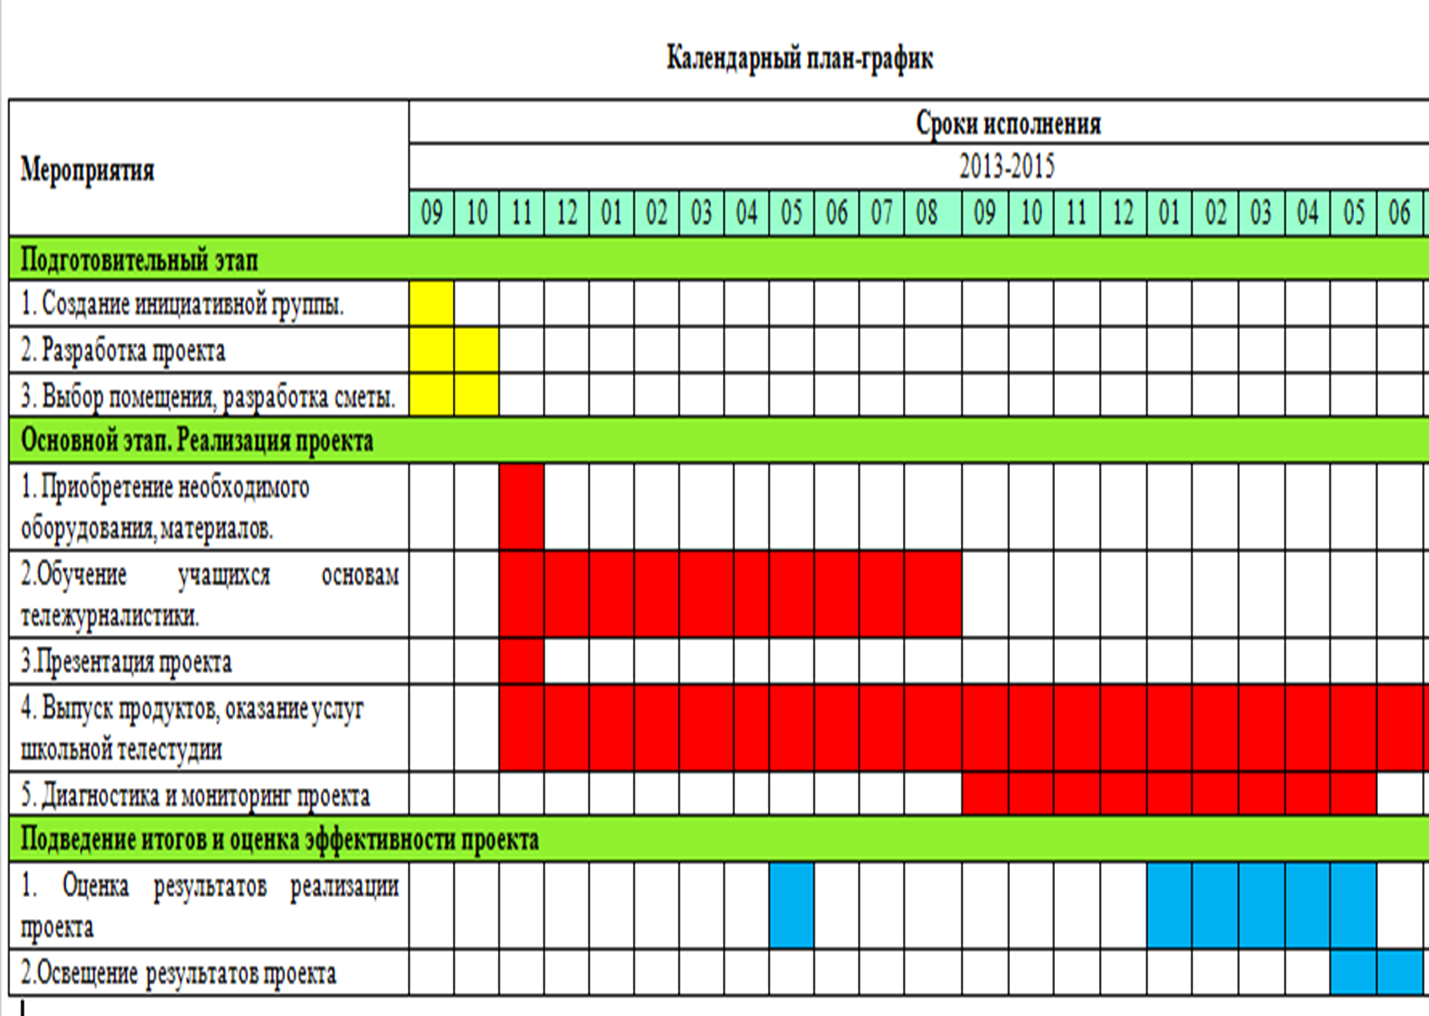 Календарный план-график
Мероприятия
Сроки исполнения
2013-2015
09 10 11 12 01 02 03 04 05 06 07 08 09 10 11 12 01 02 03 04 05 06
Подготовительный этап
1. Создание инициативной группы.
2. Разработка проекта
3. Выбор помещения, разработка сметы.
Основной этап. Реализация проекта
1. Приобретение необходимого
оборудования, материалов.
2.Обучение учащихся основам
тележурналистики.
3.Презентация проекта
4. Выпуск продуктов, оказание услуг
школьной телестудии
5. Диагностика и мониторинг проекта
Подведение итогов и оценка эффективности проекта
1. Оценка результатов реализации
проекта
2.Освещение результатов проекта